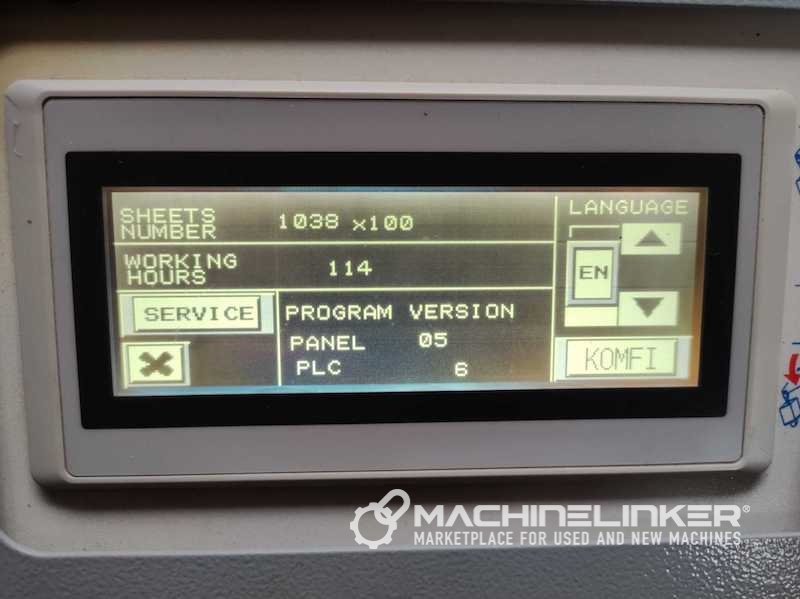 SHEETS
NUMBER
1038 x100
LANGUAGE
WORKING
HOURS
114
EN
SERVICE
PROGRAM VERSION
PANEL 05
PLC 6
KOMFI
MACHINELINKER®
MARKETPLACE FOR USED AND NEW MACHINES